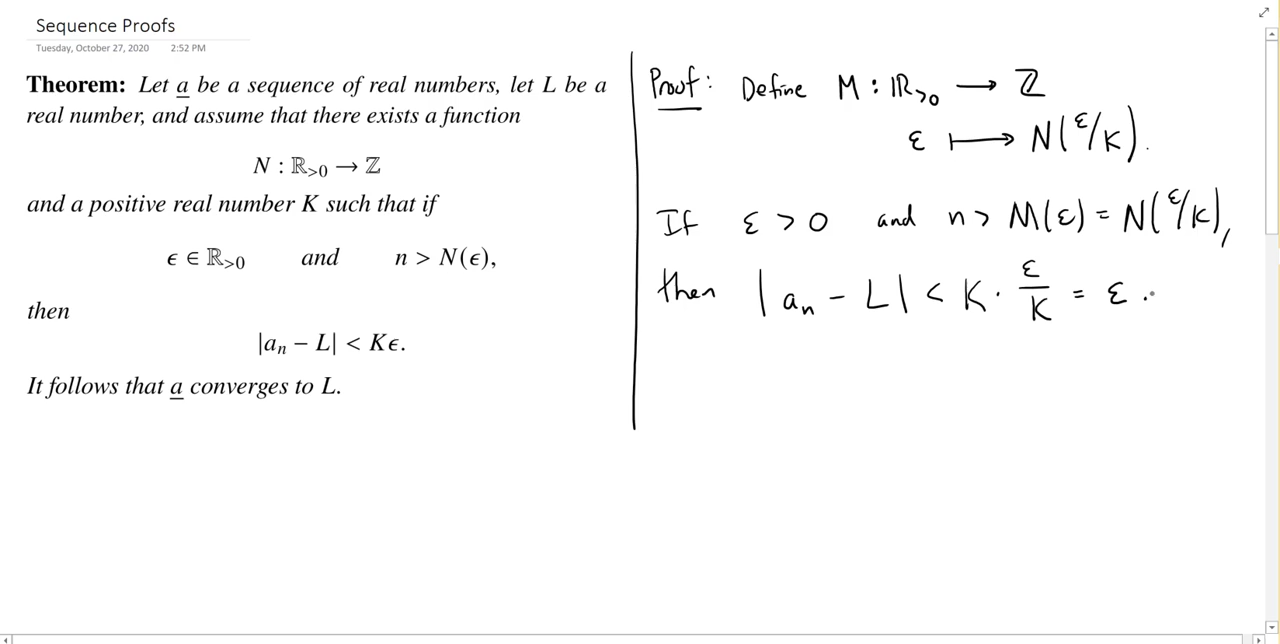 Sequence Proofs
Tuesday, October 27, 2020 2:52 PM
Theorem: Let a be a sequence of real numbers, let L be a
real number, and assume that there exists a function
N : ℝ>0 → ℤ
and a positive real number K such that if
ϵ ∈ ℝ>0 and n > N(ϵ),
then
|aₙ − L| < Kϵ.
It follows that a converges to L.
Proof: Define M : ℝ>0 → ℤ
ε ⟼ N(ε/K).
If ε > 0 and n > M(ε) = N(ε/K),
then |aₙ − L| < K · ε/K = ε .